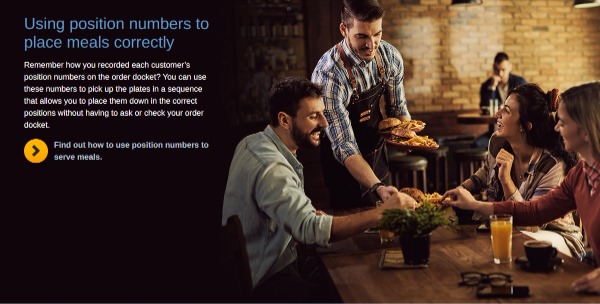 Using position numbers to
place meals correctly
Remember how you recorded each customer's
position numbers on the order docket? You can use
these numbers to pick up the plates in a sequence
that allows you to place them down in the correct
positions without having to ask or check your order
docket.
Find out how to use position numbers to
serve meals.